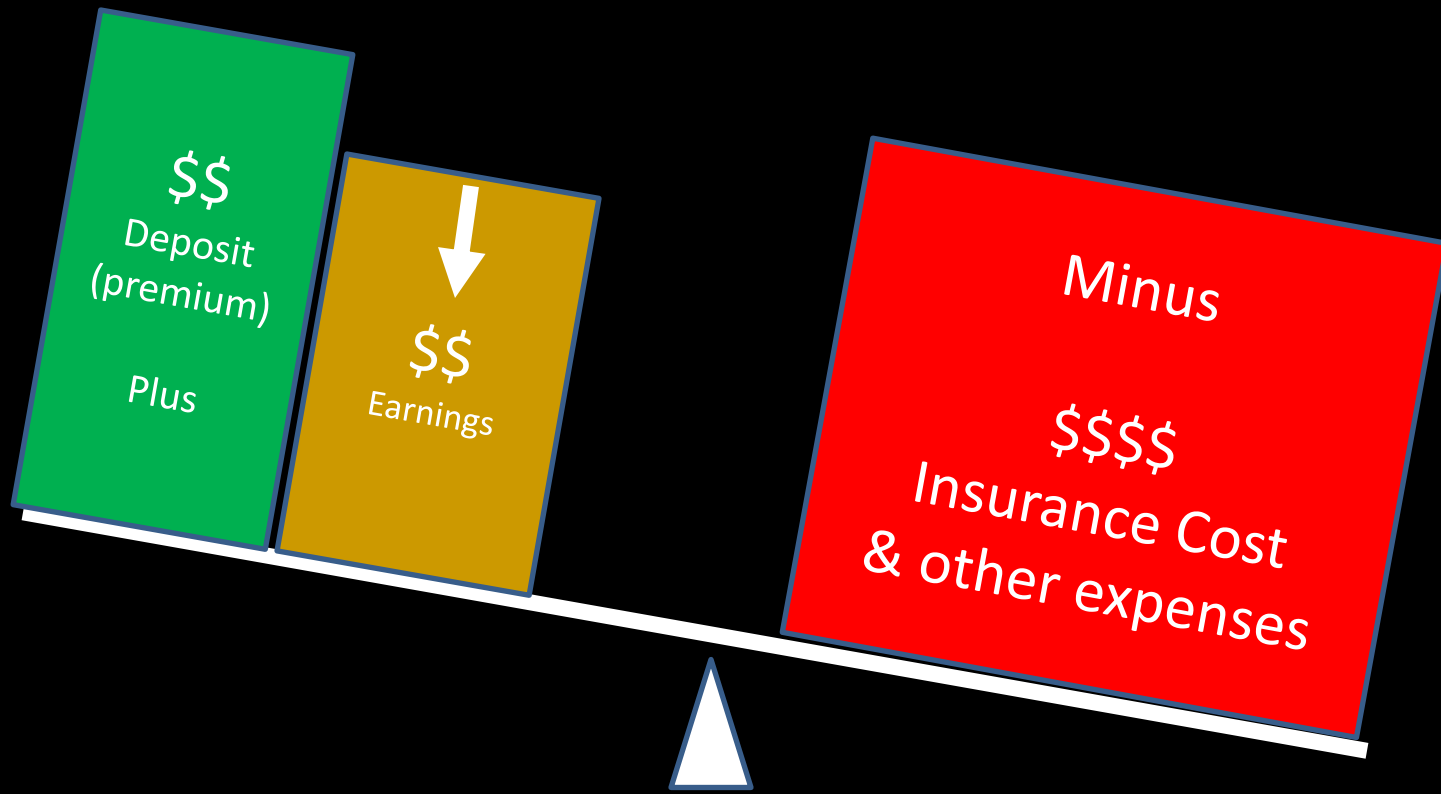 $$
Deposit
(premium)
Plus
$$
Earnings
Minus
$$$$
Insurance Cost
& other expenses